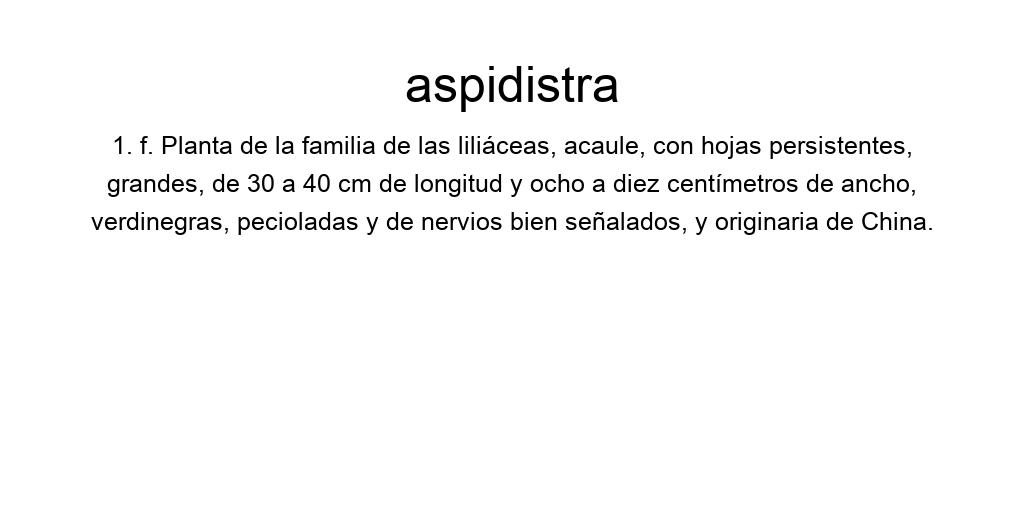 aspidistra
1. f. Planta de la familia de las liliáceas, acaule, con hojas persistentes,
grandes, de 30 a 40 cm de longitud y ocho a diez centímetros de ancho,
verdinegras, pecioladas y de nervios bien señalados, y originaria de China.